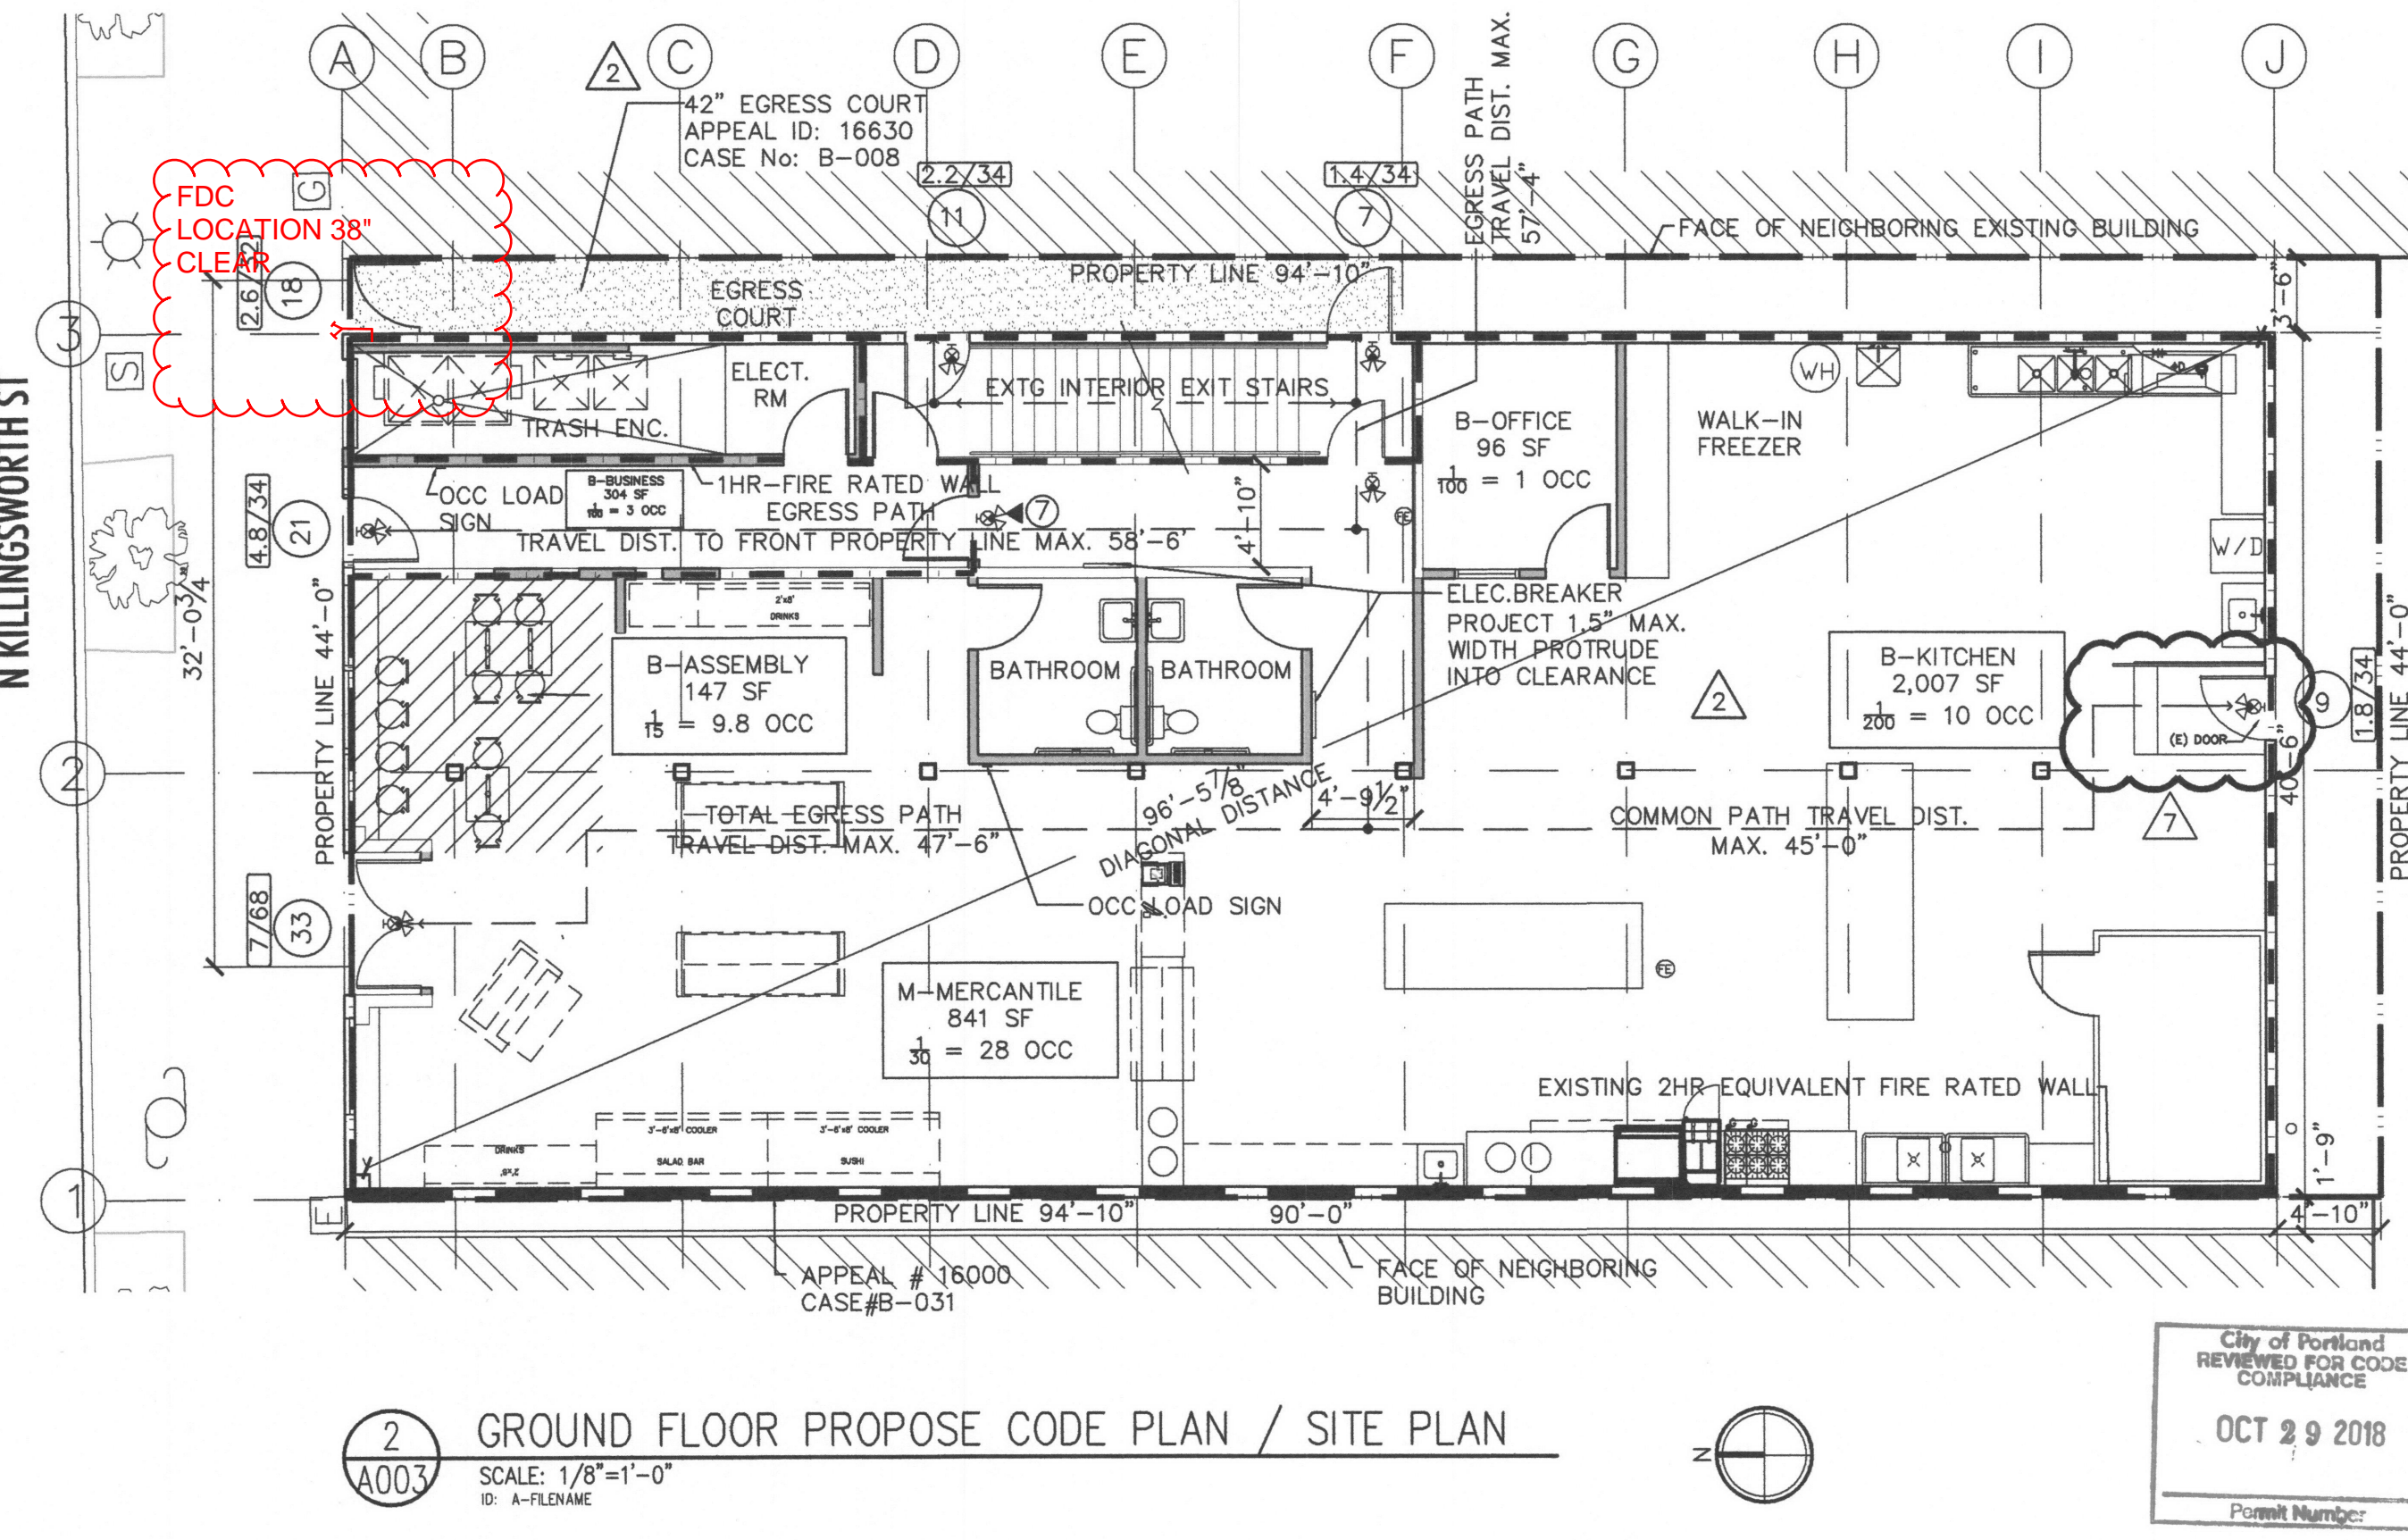 A
B
C
D
E
F
G
H
I
J
2
42" EGRESS COURT
APPEAL ID: 16630
CASE No: B-008
EGRESS PATH
TRAVEL DIST. MAX.
57'-4"
FDC
LOCATION 38"
CLEAR
G
2.2/34
11
1.4/34
7
FACE OF NEIGHBORING EXISTING BUILDING
18
PROPERTY LINE 94'-10"
EGRESS
COURT
3'-6"
3
S
N KILLINGSWORTH ST
ELECT.
RM
TRASH ENC.
EXTG INTERIOR EXIT STAIRS
B-OFFICE
96 SF
1/100 = 1 OCC
WH
WALK-IN
FREEZER
W/D
4.8/34
21
OCC LOAD
SIGN
B-BUSINESS
304 SF
1/100 = 3 OCC
1HR-FIRE RATED WALL
EGRESS PATH
7
FE
TRAVEL DIST. TO FRONT PROPERTY LINE MAX. 58'-6'
4'-10"
32'-0 3/4"
PROPERTY LINE 44'-0"
2'x8'
DRINKS
B-ASSEMBLY
147 SF
1/15 = 9.8 OCC
BATHROOM
BATHROOM
ELEC.BREAKER
PROJECT 1.5" MAX.
WIDTH PROTRUDE
INTO CLEARANCE
2
B-KITCHEN
2,007 SF
1/200 = 10 OCC
(E) DOOR
9
1.8/34
PROPERTY LINE 44'-0"
40'-6"
7
2
TOTAL EGRESS PATH
TRAVEL DIST. MAX. 47'-6"
96'-5 7/8"
DIAGONAL DISTANCE
4'-9 1/2"
COMMON PATH TRAVEL DIST.
MAX. 45'-0"
7/68
33
OCC LOAD SIGN
FE
M-MERCANTILE
841 SF
1/30 = 28 OCC
EXISTING 2HR EQUIVALENT FIRE RATED WALL
DRINKS
2'x6'
3'-6"x8' COOLER
SALAD BAR
3'-6"x8' COOLER
SUSHI
1'-9"
1
E
PROPERTY LINE 94'-10"
90'-0"
4'-10"
APPEAL # 16000
CASE#B-031
FACE OF NEIGHBORING
BUILDING
2
A003
GROUND FLOOR PROPOSE CODE PLAN / SITE PLAN
SCALE: 1/8"=1'-0"
ID: A-FILENAME
N
City of Portland
REVIEWED FOR CODE
COMPLIANCE
OCT 29 2018
Permit Number